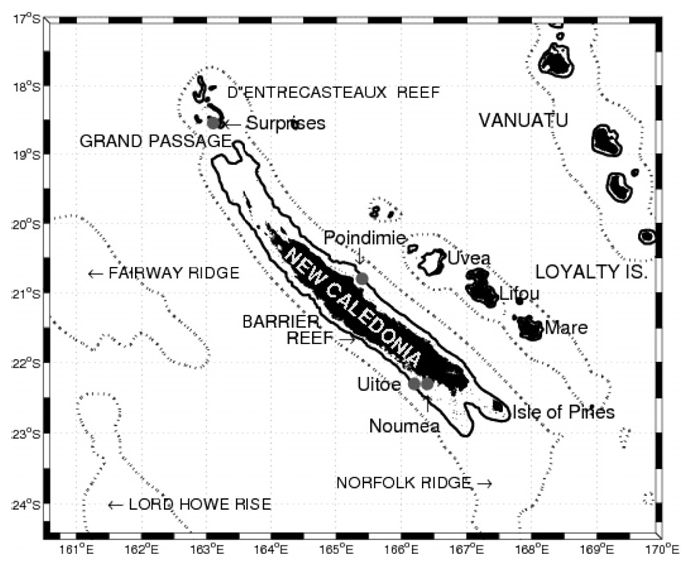 17°S
18°S
D'ENTRECASTEAUX REEF
← Surprises
VANUATU
GRAND PASSAGE
19°S
20°S
Poindimie
Uvea
LOYALTY IS.
← FAIRWAY RIDGE
NEW CALEDONIA
21°S
Lifou
BARRIER
REEF →
Mare
22°S
Uitoe
Isle of Pines
Noumea
23°S
NORFOLK RIDGE →
24°S
← LORD HOWE RISE
161°E 162°E 163°E 164°E 165°E 166°E 167°E 168°E 169°E 170°E